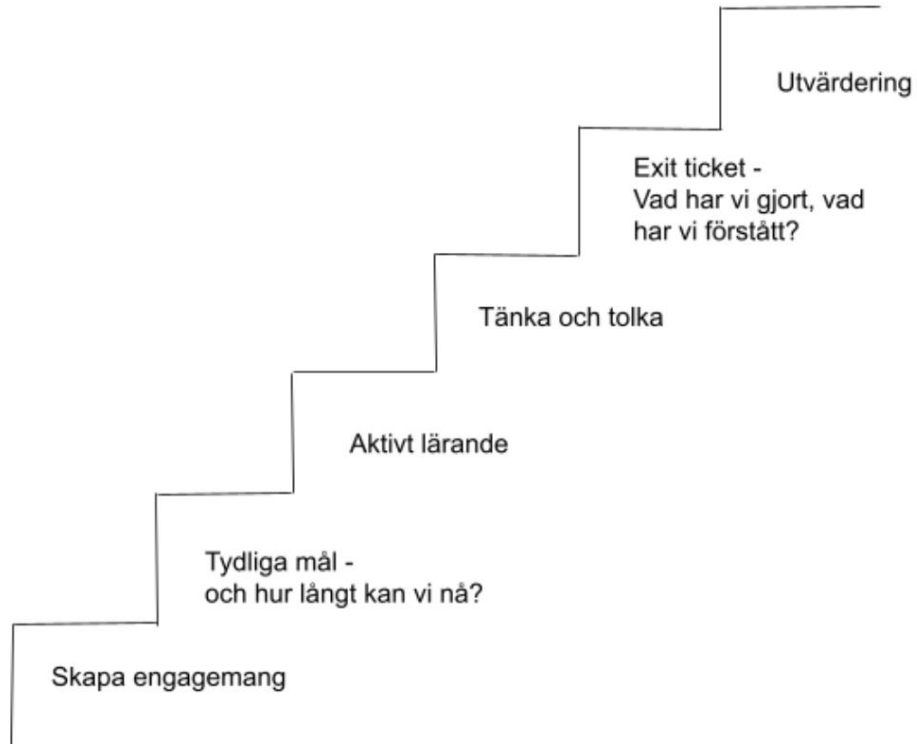 Utvärdering
Exit ticket -
Vad har vi gjort, vad
har vi förstått?
Tänka och tolka
Aktivt lärande
Tydliga mål -
och hur långt kan vi nå?
Skapa engagemang